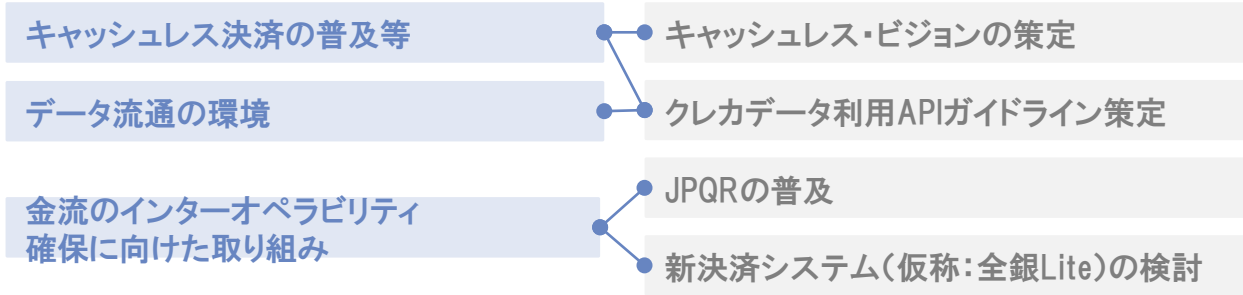 キャッシュレス決済の普及等
キャッシュレス・ビジョンの策定
データ流通の環境
クレカデータ利用APIガイドライン策定
金流のインターオペラビリティ
確保に向けた取り組み
JPQRの普及
新決済システム(仮称:全銀Lite)の検討